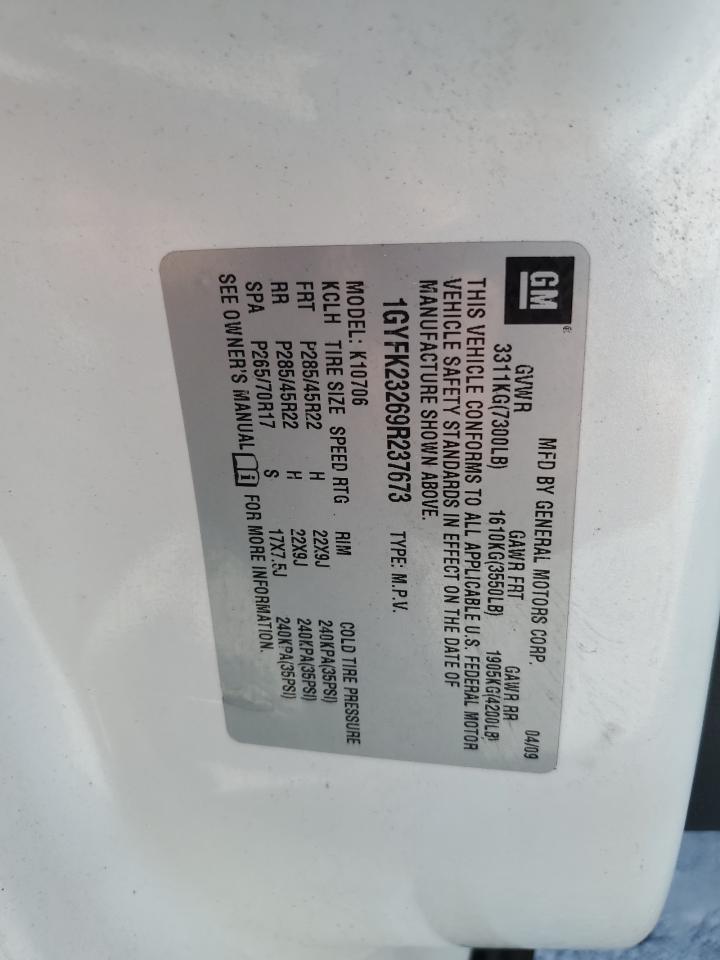 GM ®
MFD BY GENERAL MOTORS CORP. 04/09
GVWR GAWR FRT GAWR RR
3311KG(7300LB) 1610KG(3550LB) 1905KG(4200LB)
THIS VEHICLE CONFORMS TO ALL APPLICABLE U.S. FEDERAL MOTOR
VEHICLE SAFETY STANDARDS IN EFFECT ON THE DATE OF
MANUFACTURE SHOWN ABOVE.
1GYFK23269R237673 TYPE: M.P.V.
MODEL: K10706
KCLH TIRE SIZE SPEED RTG RIM COLD TIRE PRESSURE
FRT P285/45R22 H 22X9J 240KPA(35PSI)
RR P285/45R22 H 22X9J 240KPA(35PSI)
SPA P265/70R17 S 17X7.5J 240KPA(35PSI)
SEE OWNER'S MANUAL FOR MORE INFORMATION.